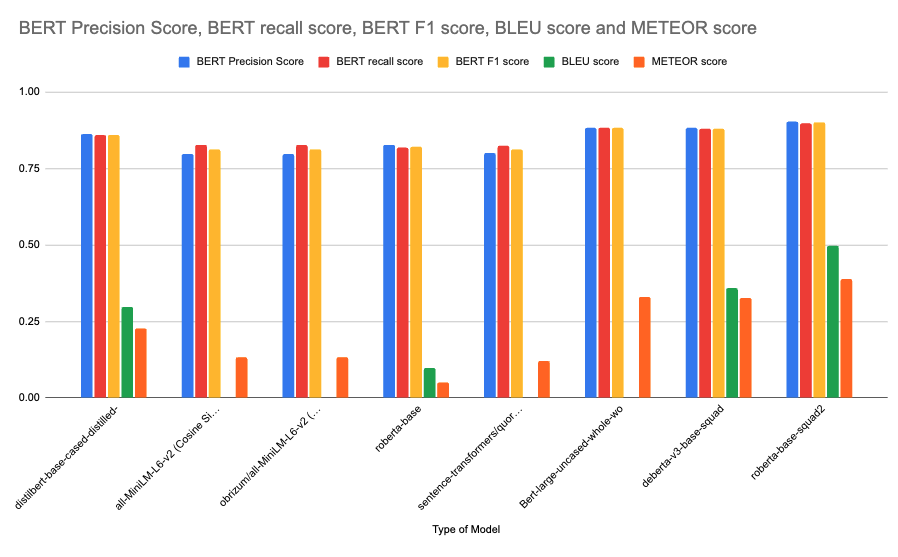 BERT Precision Score, BERT recall score, BERT F1 score, BLEU score and METEOR score
BERT Precision Score
BERT recall score
BERT F1 score
BLEU score
METEOR score
1.00
0.75
0.50
0.25
0.00
distilbert-base-cased-distilled-
all-MiniLM-L6-v2 (Cosine Si…
obrizum/all-MiniLM-L6-v2 (…
roberta-base
sentence-transformers/quor…
Bert-large-uncased-whole-wo
deberta-v3-base-squad
roberta-base-squad2
Type of Model